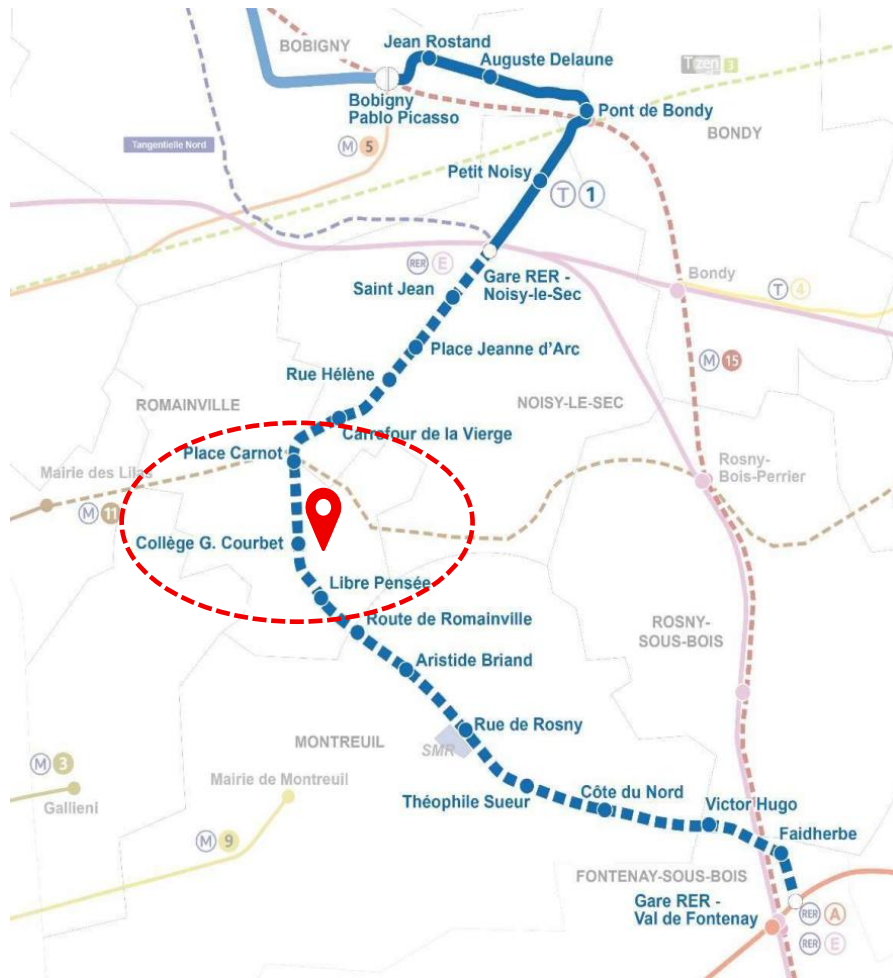 BOBIGNY
Jean Rostand
Auguste Delaune
Tzen 3
Bobigny
Pablo Picasso
Pont de Bondy
BONDY
Tangentielle Nord
M 5
Petit Noisy
T 1
RER E
Gare RER -
Noisy-le-Sec
Saint Jean
Bondy
T 4
Place Jeanne d'Arc
M 15
Rue Hélène
ROMAINVILLE
NOISY-LE-SEC
Carrefour de la Vierge
Place Carnot
Mairie des Lilas
Rosny-
Bois-Perrier
M 11
Collège G. Courbet
Libre Pensée
Route de Romainville
ROSNY-
SOUS-BOIS
Aristide Briand
Rue de Rosny
MONTREUIL
SMR
M 3
Mairie de Montreuil
Gallieni
Théophile Sueur
Côte du Nord
Victor Hugo
Faidherbe
M 9
FONTENAY-SOUS-BOIS
Gare RER -
Val de Fontenay
RER A
RER E